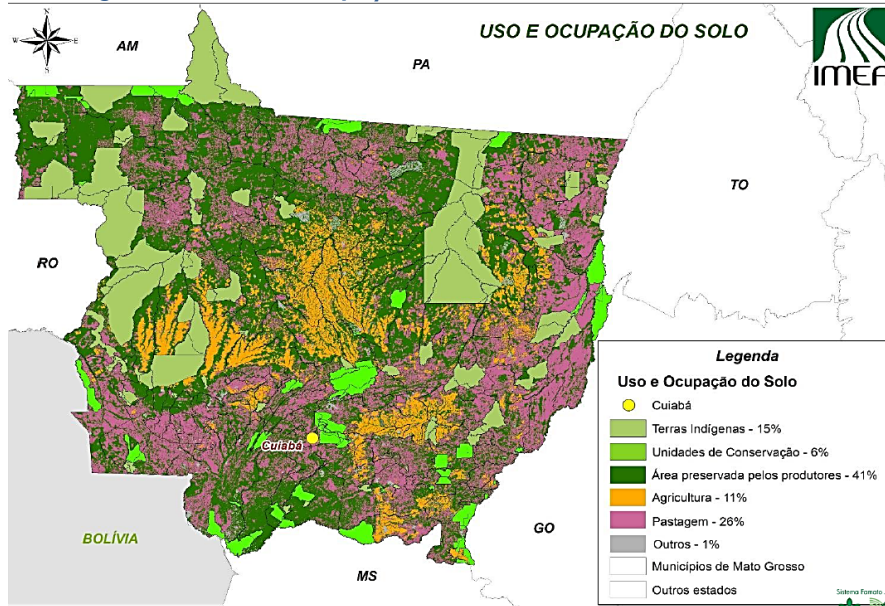 USO E OCUPAÇÃO DO SOLO
N
W
E
S
AM
PA
TO
RO
Cuiabá
BOLÍVIA
MS
GO
Legenda
Uso e Ocupação do Solo
Cuiabá
Terras Indígenas - 15%
Unidades de Conservação - 6%
Área preservada pelos produtores - 41%
Agricultura - 11%
Pastagem - 26%
Outros - 1%
Municípios de Mato Grosso
Outros estados
Sistema Famato